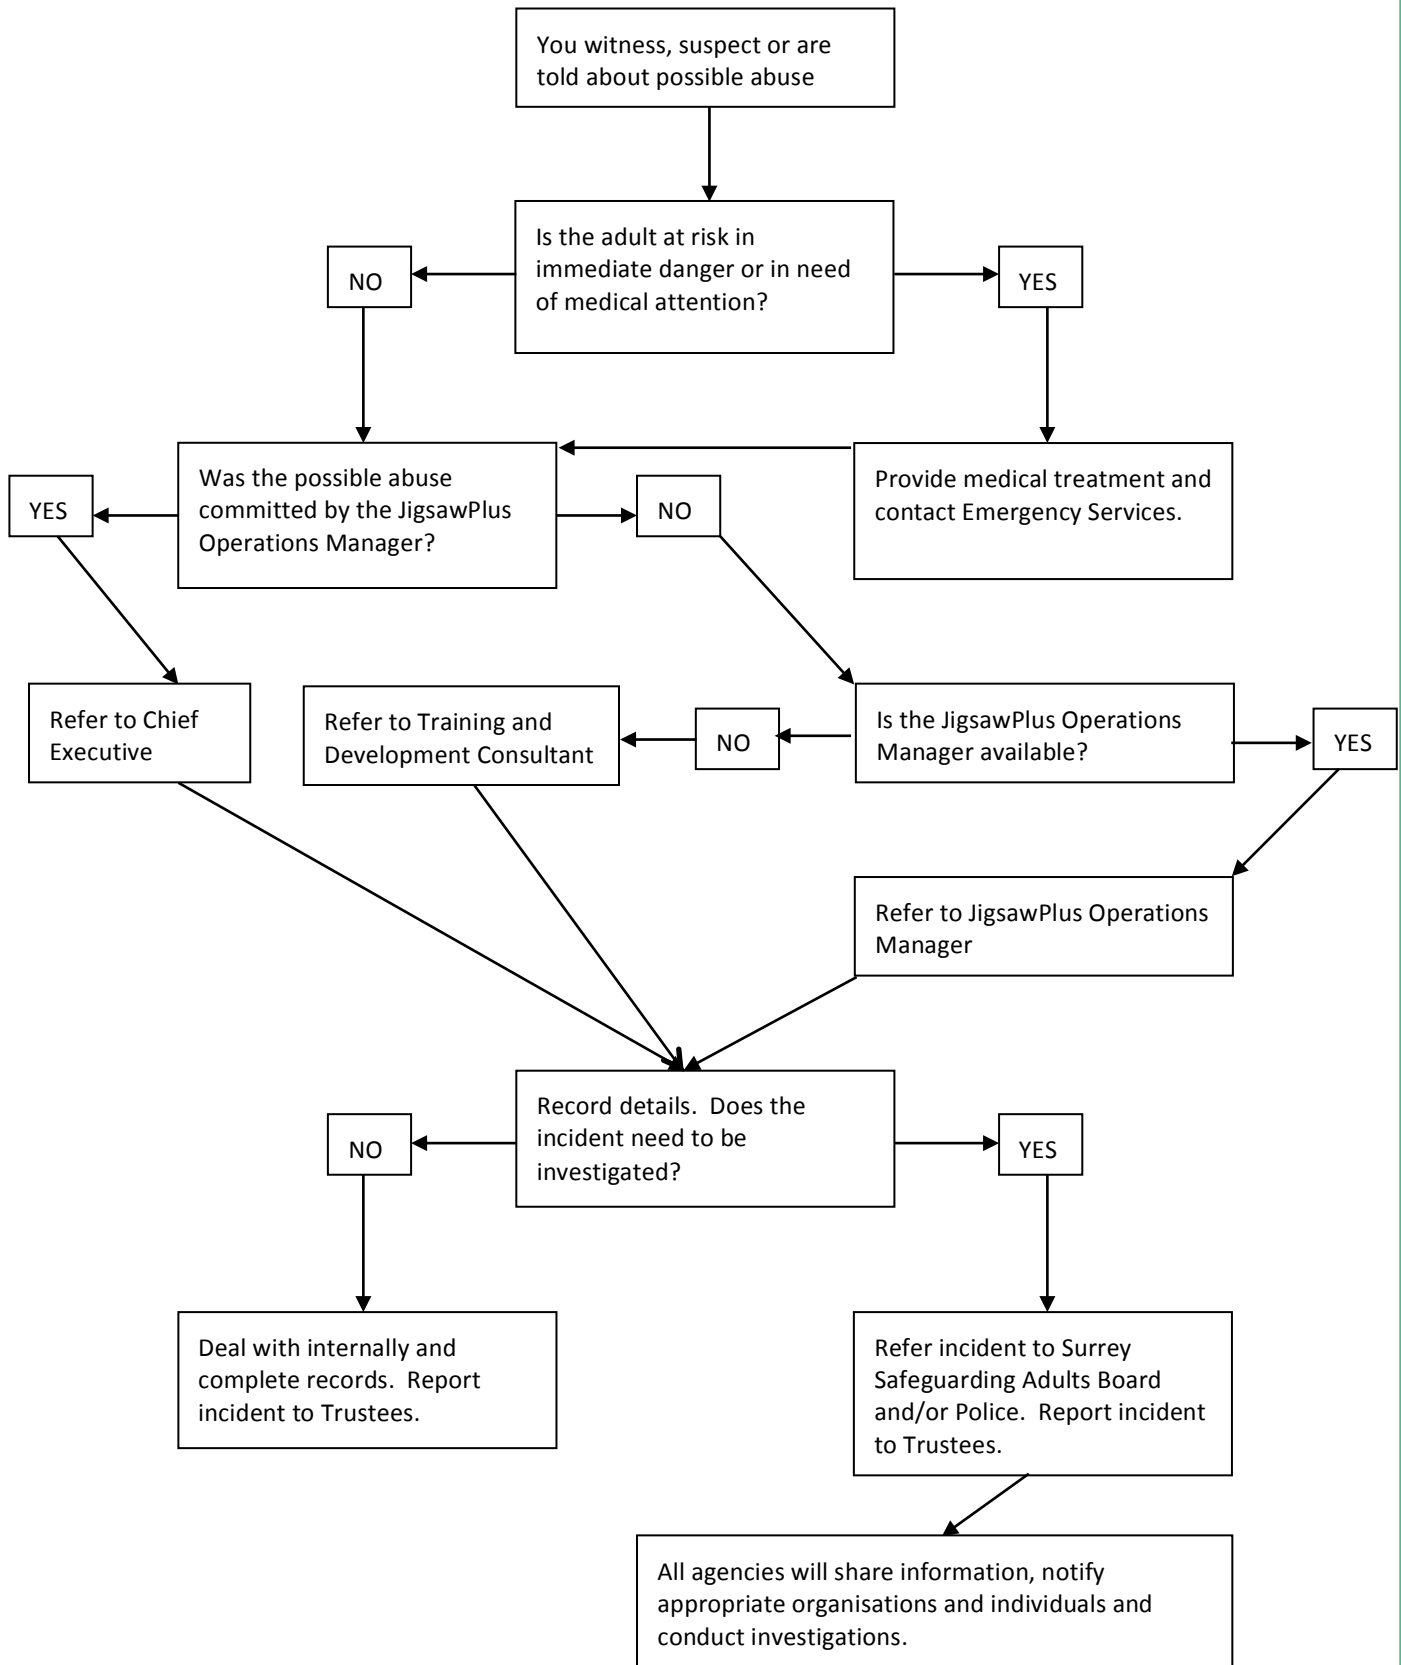 You witness, suspect or are
told about possible abuse
Is the adult at risk in
immediate danger or in need
of medical attention?
NO
YES
Was the possible abuse
committed by the JigsawPlus
Operations Manager?
YES
NO
Provide medical treatment and
contact Emergency Services.
Refer to Chief
Executive
Refer to Training and
Development Consultant
NO
Is the JigsawPlus Operations
Manager available?
YES
Refer to JigsawPlus Operations
Manager
Record details.  Does the
incident need to be
investigated?
NO
YES
Deal with internally and
complete records.  Report
incident to Trustees.
Refer incident to Surrey
Safeguarding Adults Board
and/or Police.  Report incident
to Trustees.
All agencies will share information, notify
appropriate organisations and individuals and
conduct investigations.